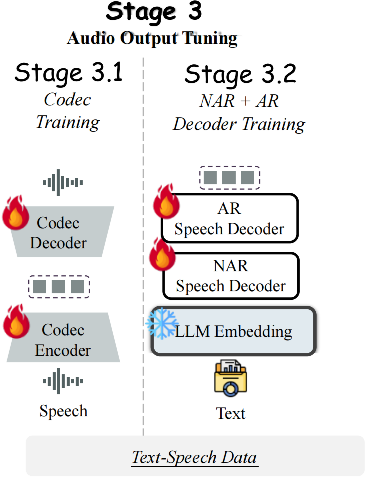 Stage 3
Audio Output Tuning
Stage 3.1
Codec
Training
Codec
Decoder
Codec
Encoder
Speech
Stage 3.2
NAR + AR
Decoder Training
AR
Speech Decoder
NAR
Speech Decoder
LLM Embedding
Text
Text-Speech Data